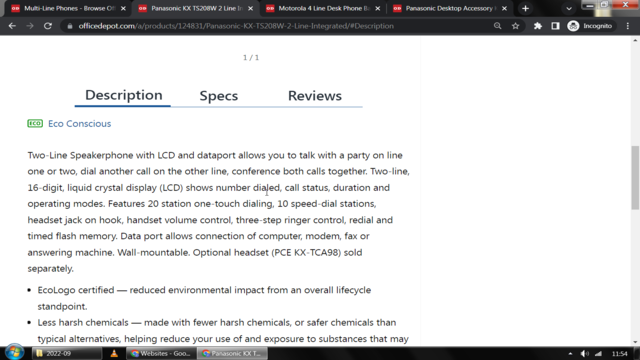 Multi-Line Phones - Browse Of
Panasonic KX TS208W 2 Line In
Motorola 4 Line Desk Phone Ba
Panasonic Desktop Accessory
officedepot.com/a/products/124831/Panasonic-KX-TS208W-2-Line-Integrated/#Description
Incognito
1 / 1
Description
Specs
Reviews
ECO Eco Conscious
Two-Line Speakerphone with LCD and dataport allows you to talk with a party on line
one or two, dial another call on the other line, conference both calls together. Two-line,
16-digit, liquid crystal display (LCD) shows number dialed, call status, duration and
operating modes. Features 20 station one-touch dialing, 10 speed-dial stations,
headset jack on hook, handset volume control, three-step ringer control, redial and
timed flash memory. Data port allows connection of computer, modem, fax or
answering machine. Wall-mountable. Optional headset (PCE KX-TCA98) sold
separately.
• EcoLogo certified — reduced environmental impact from an overall lifecycle
standpoint.
• Less harsh chemicals — made with fewer harsh chemicals, or safer chemicals than
typical alternatives, helping reduce your use of and exposure to substances that may
2022-09
Websites - Goo...
Panasonic KX T...
11:54